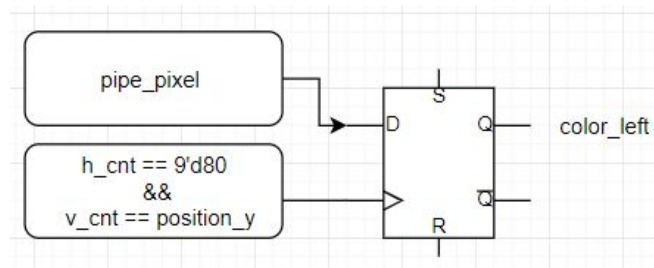 pipe_pixel
h_cnt == 9'd80
&&
v_cnt == position_y
S
D
Q
Q̅
R
color_left